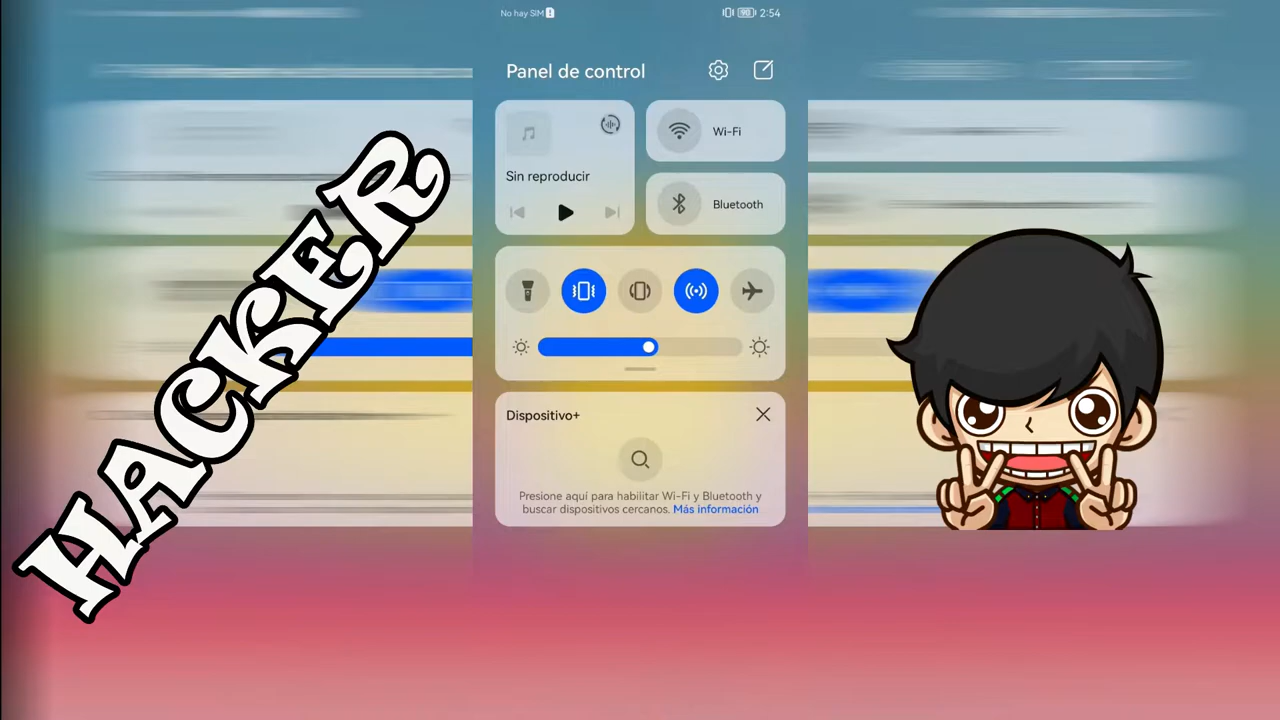 No hay SIM
90 2:54
Panel de control
Wi-Fi
Sin reproducir
Bluetooth
Dispositivo+
Presione aquí para habilitar Wi-Fi y Bluetooth y
buscar dispositivos cercanos. Más información
HACKER